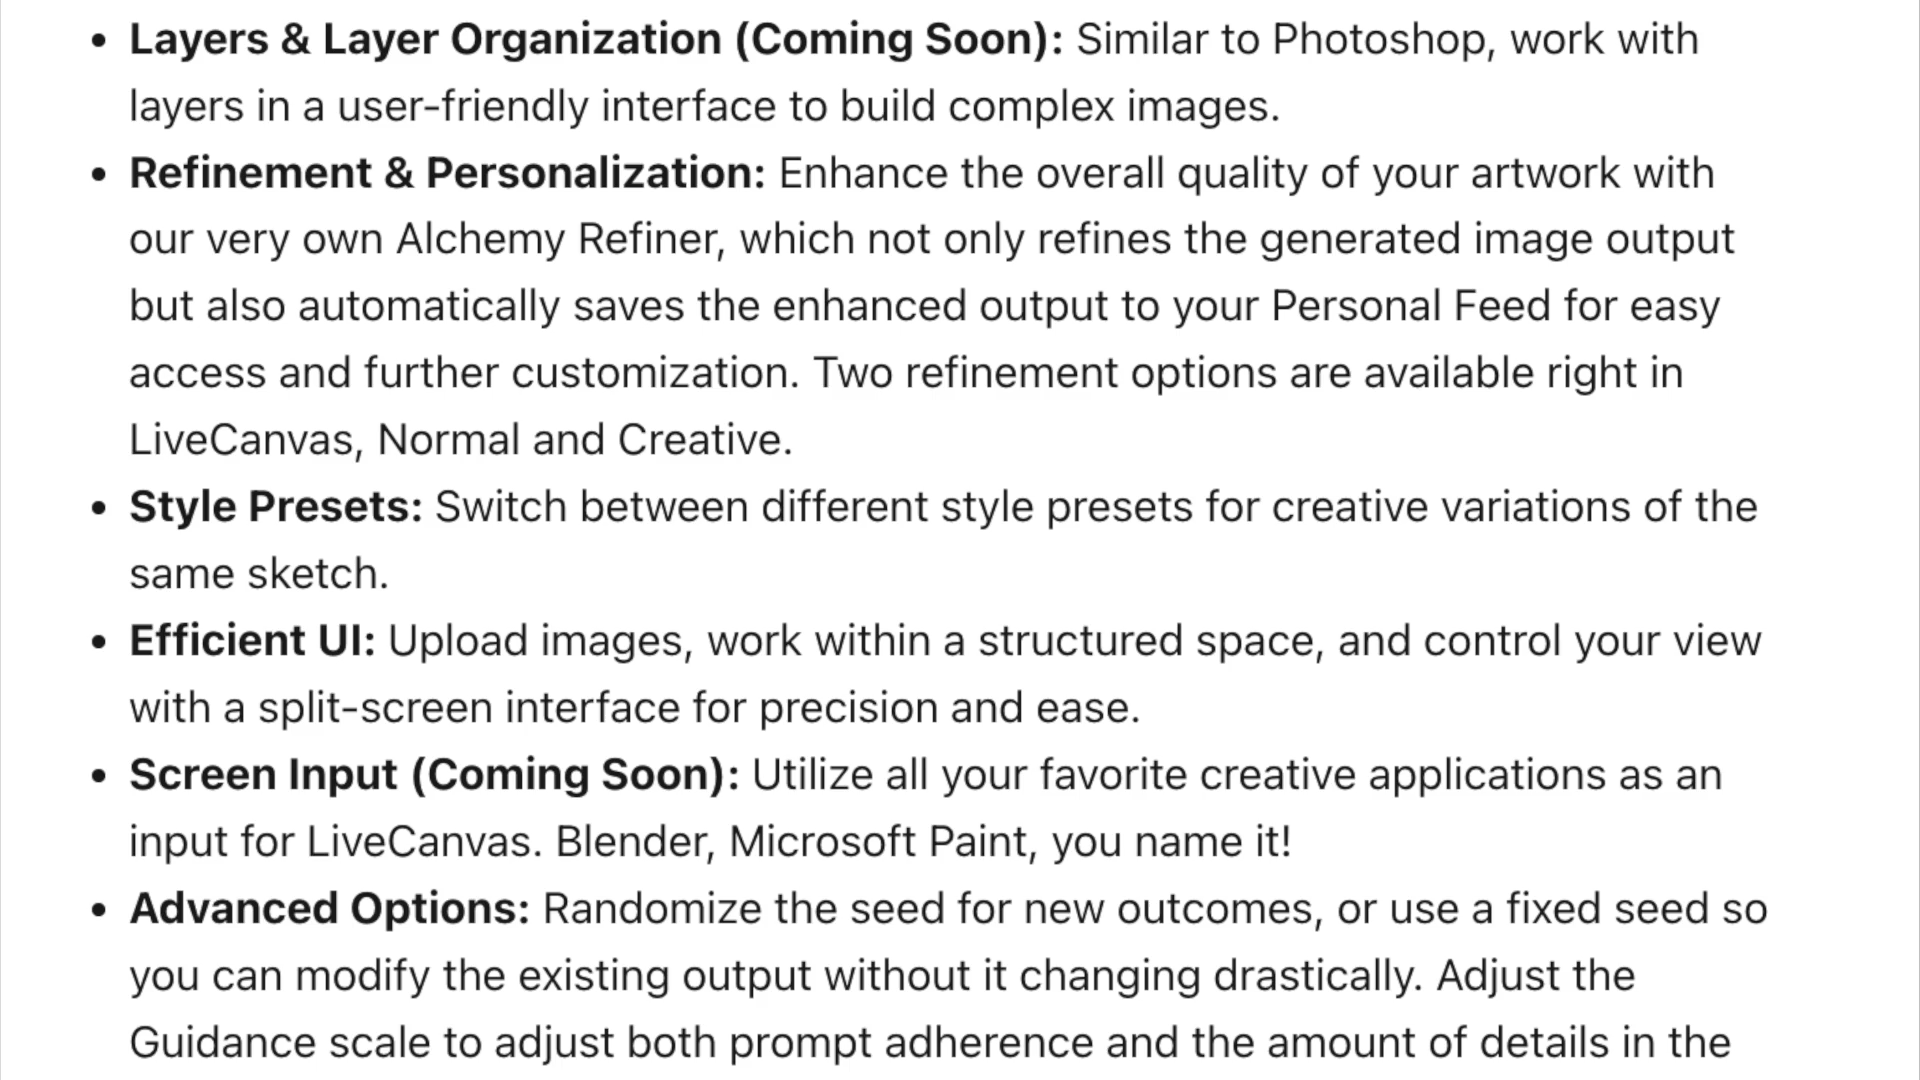 • Layers & Layer Organization (Coming Soon): Similar to Photoshop, work with
layers in a user-friendly interface to build complex images.
• Refinement & Personalization: Enhance the overall quality of your artwork with
our very own Alchemy Refiner, which not only refines the generated image output
but also automatically saves the enhanced output to your Personal Feed for easy
access and further customization. Two refinement options are available right in
LiveCanvas, Normal and Creative.
• Style Presets: Switch between different style presets for creative variations of the
same sketch.
• Efficient UI: Upload images, work within a structured space, and control your view
with a split-screen interface for precision and ease.
• Screen Input (Coming Soon): Utilize all your favorite creative applications as an
input for LiveCanvas. Blender, Microsoft Paint, you name it!
• Advanced Options: Randomize the seed for new outcomes, or use a fixed seed so
you can modify the existing output without it changing drastically. Adjust the
Guidance scale to adjust both prompt adherence and the amount of details in the